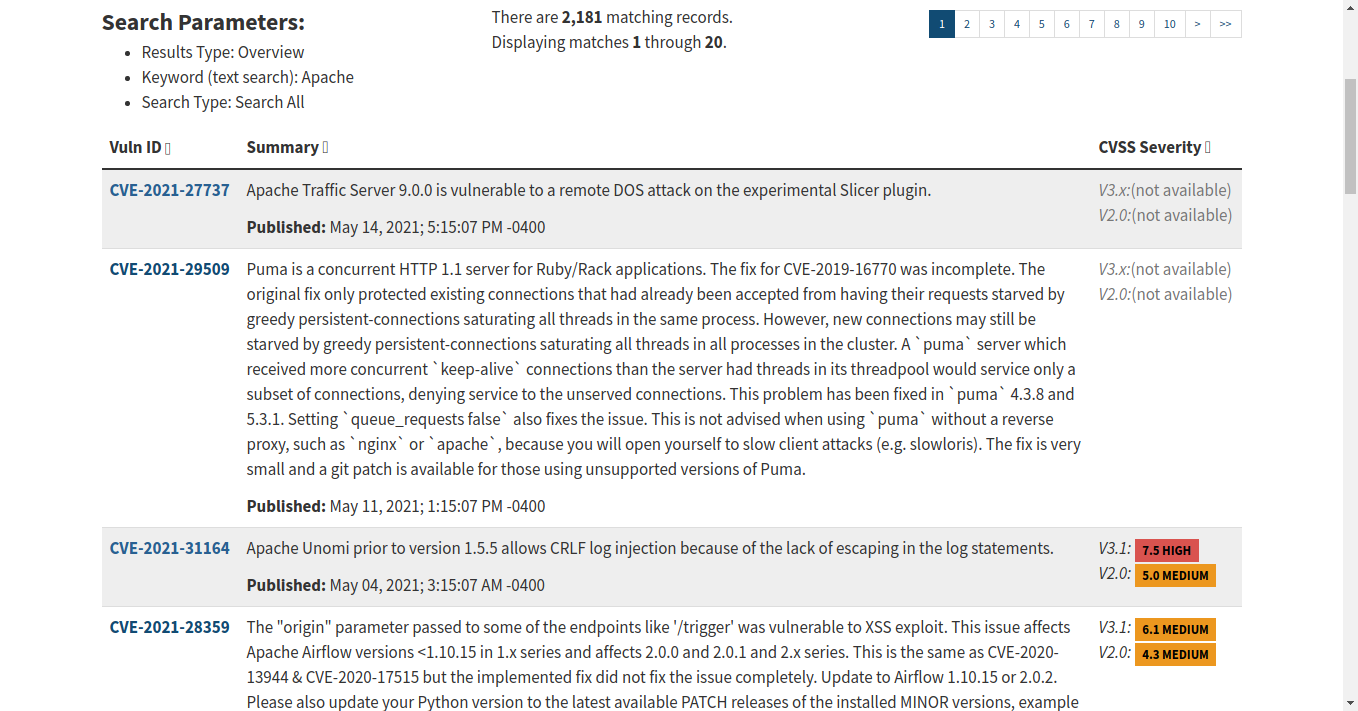 Search Parameters:
Results Type: Overview
Keyword (text search): Apache
Search Type: Search All
There are 2,181 matching records.
Displaying matches 1 through 20.
1 2 3 4 5 6 7 8 9 10 > >>
Vuln ID Summary CVSS Severity
CVE-2021-27737 Apache Traffic Server 9.0.0 is vulnerable to a remote DOS attack on the experimental Slicer plugin. V3.x:(not available)
V2.0:(not available)
Published: May 14, 2021; 5:15:07 PM -0400
CVE-2021-29509 Puma is a concurrent HTTP 1.1 server for Ruby/Rack applications. The fix for CVE-2019-16770 was incomplete. The V3.x:(not available)
original fix only protected existing connections that had already been accepted from having their requests starved by V2.0:(not available)
greedy persistent-connections saturating all threads in the same process. However, new connections may still be
starved by greedy persistent-connections saturating all threads in all processes in the cluster. A `puma` server which
received more concurrent `keep-alive` connections than the server had threads in its threadpool would service only a
subset of connections, denying service to the unserved connections. This problem has been fixed in `puma` 4.3.8 and
5.3.1. Setting `queue_requests false` also fixes the issue. This is not advised when using `puma` without a reverse
proxy, such as `nginx` or `apache`, because you will open yourself to slow client attacks (e.g. slowloris). The fix is very
small and a git patch is available for those using unsupported versions of Puma.
Published: May 11, 2021; 1:15:07 PM -0400
CVE-2021-31164 Apache Unomi prior to version 1.5.5 allows CRLF log injection because of the lack of escaping in the log statements. V3.1: 7.5 HIGH
V2.0: 5.0 MEDIUM
Published: May 04, 2021; 3:15:07 AM -0400
CVE-2021-28359 The "origin" parameter passed to some of the endpoints like '/trigger' was vulnerable to XSS exploit. This issue affects V3.1: 6.1 MEDIUM
Apache Airflow versions <1.10.15 in 1.x series and affects 2.0.0 and 2.0.1 and 2.x series. This is the same as CVE-2020- V2.0: 4.3 MEDIUM
13944 & CVE-2020-17515 but the implemented fix did not fix the issue completely. Update to Airflow 1.10.15 or 2.0.2.
Please also update your Python version to the latest available PATCH releases of the installed MINOR versions, example